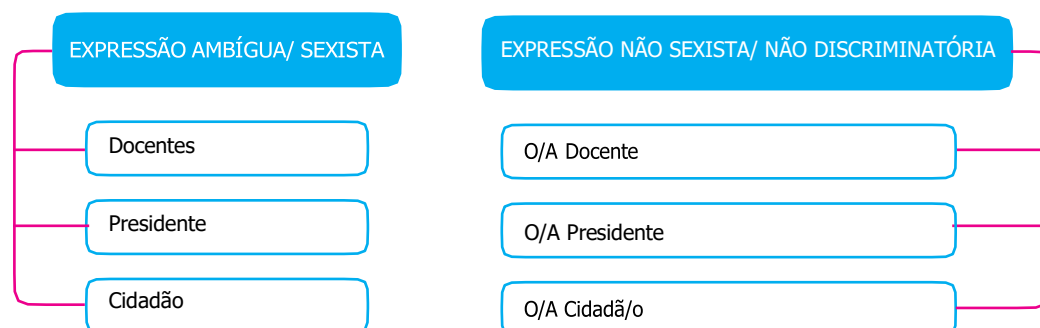 EXPRESSÃO AMBÍGUA/ SEXISTA
Docentes
Presidente
Cidadão
EXPRESSÃO NÃO SEXISTA/ NÃO DISCRIMINATÓRIA
O/A Docente
O/A Presidente
O/A Cidadã/o